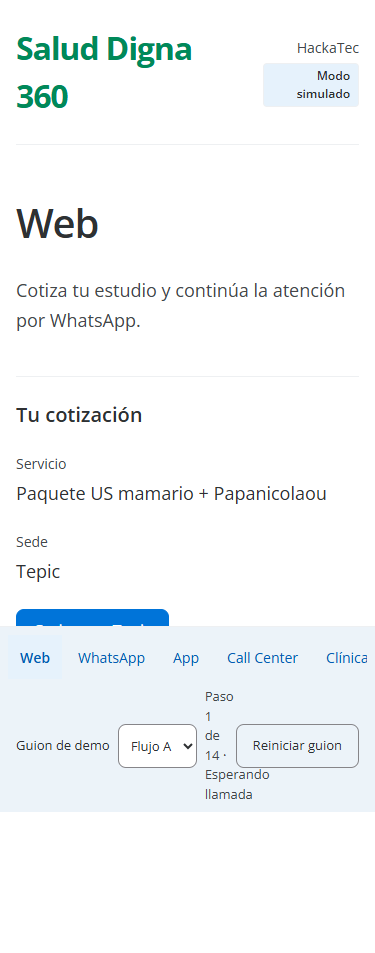 Salud Digna
360
HackaTec
Modo
simulado
Web
Cotiza tu estudio y continúa la atención
por WhatsApp.
Tu cotización
Servicio
Paquete US mamario + Papanicolaou
Sede
Tepic
Web WhatsApp App Call Center Clínica
Guion de demo
Flujo A
Paso
1
de
14 ·
Esperando
llamada
Reiniciar guion